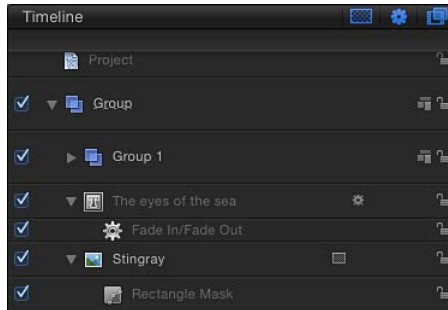 Timeline
Project
Group
Group 1
T The eyes of the sea
Fade In/Fade Out
Stingray
Rectangle Mask